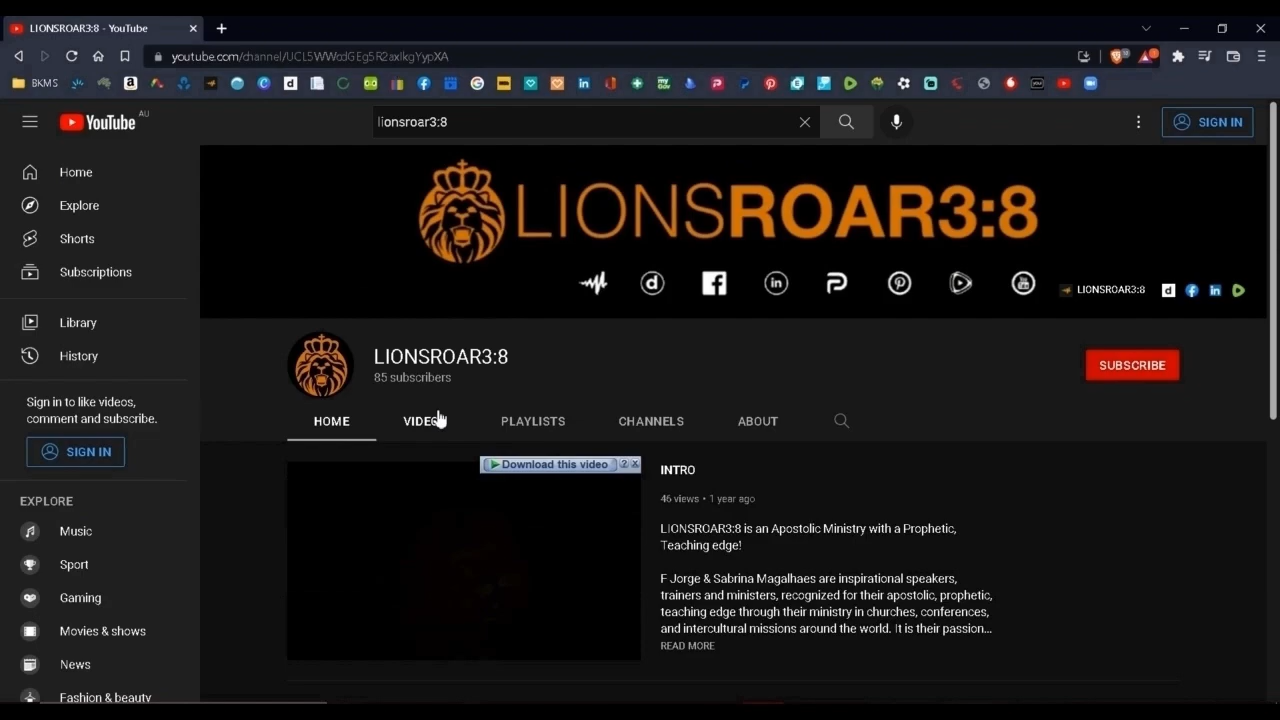 LIONSROAR3:8 - YouTube
youtube.com/channel/UCL5WWcdGEg5R2axlkgYypXA
BKMS
YouTube AU
lionsroar3:8
SIGN IN
Home
Explore
Shorts
Subscriptions
Library
History
Sign in to like videos,
comment and subscribe.
SIGN IN
EXPLORE
Music
Sport
Gaming
Movies & shows
News
Fashion & beauty
LIONSROAR3:8
LIONSROAR3:8
LIONSROAR3:8
85 subscribers
SUBSCRIBE
HOME
PLAYLISTS
CHANNELS
ABOUT
Download this video
INTRO
46 views • 1 year ago
LIONSROAR3:8 is an Apostolic Ministry with a Prophetic,
Teaching edge!
F Jorge & Sabrina Magalhaes are inspirational speakers,
trainers and ministers, recognized for their apostolic, prophetic,
teaching edge through their ministry in churches, conferences,
and intercultural missions around the world. It is their passion...
READ MORE